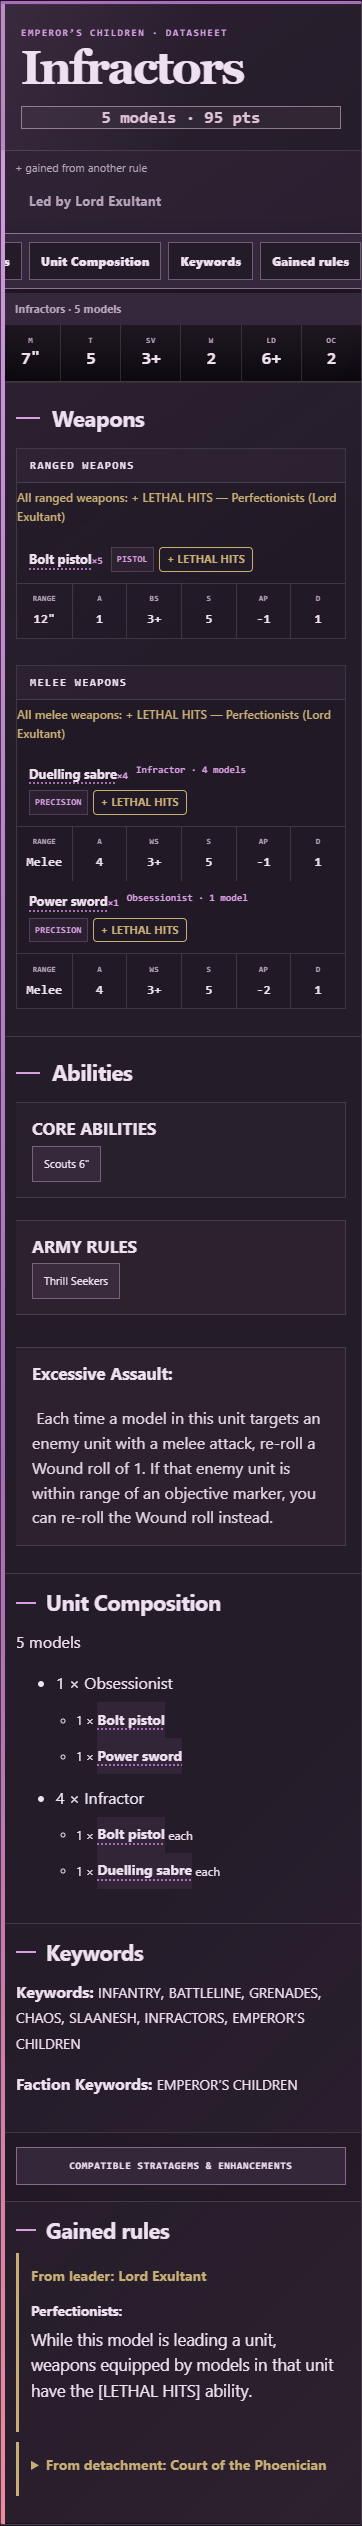 EMPEROR'S CHILDREN · DATASHEET
Infractors
5 models · 95 pts
+ gained from another rule
Led by Lord Exultant
s Unit Composition Keywords Gained rules
Infractors · 5 models
M T SV W LD OC
7" 5 3+ 2 6+ 2
Weapons
RANGED WEAPONS
All ranged weapons: + LETHAL HITS — Perfectionists (Lord
Exultant)
Bolt pistol×5 PISTOL + LETHAL HITS
RANGE A BS S AP D
12" 1 3+ 5 -1 1
MELEE WEAPONS
All melee weapons: + LETHAL HITS — Perfectionists (Lord
Exultant)
Duelling sabre×4 Infractor · 4 models
PRECISION + LETHAL HITS
RANGE A WS S AP D
Melee 4 3+ 5 -1 1
Power sword×1 Obsessionist · 1 model
PRECISION + LETHAL HITS
RANGE A WS S AP D
Melee 4 3+ 5 -2 1
Abilities
CORE ABILITIES
Scouts 6"
ARMY RULES
Thrill Seekers
Excessive Assault:
Each time a model in this unit targets an
enemy unit with a melee attack, re-roll a
Wound roll of 1. If that enemy unit is
within range of an objective marker, you
can re-roll the Wound roll instead.
Unit Composition
5 models
• 1 × Obsessionist
◦ 1 × Bolt pistol
◦ 1 × Power sword
• 4 × Infractor
◦ 1 × Bolt pistol each
◦ 1 × Duelling sabre each
Keywords
Keywords: INFANTRY, BATTLELINE, GRENADES,
CHAOS, SLAANESH, INFRACTORS, EMPEROR'S
CHILDREN
Faction Keywords: EMPEROR'S CHILDREN
COMPATIBLE STRATAGEMS & ENHANCEMENTS
Gained rules
From leader: Lord Exultant
Perfectionists:
While this model is leading a unit,
weapons equipped by models in that unit
have the [LETHAL HITS] ability.
▶ From detachment: Court of the Phoenician